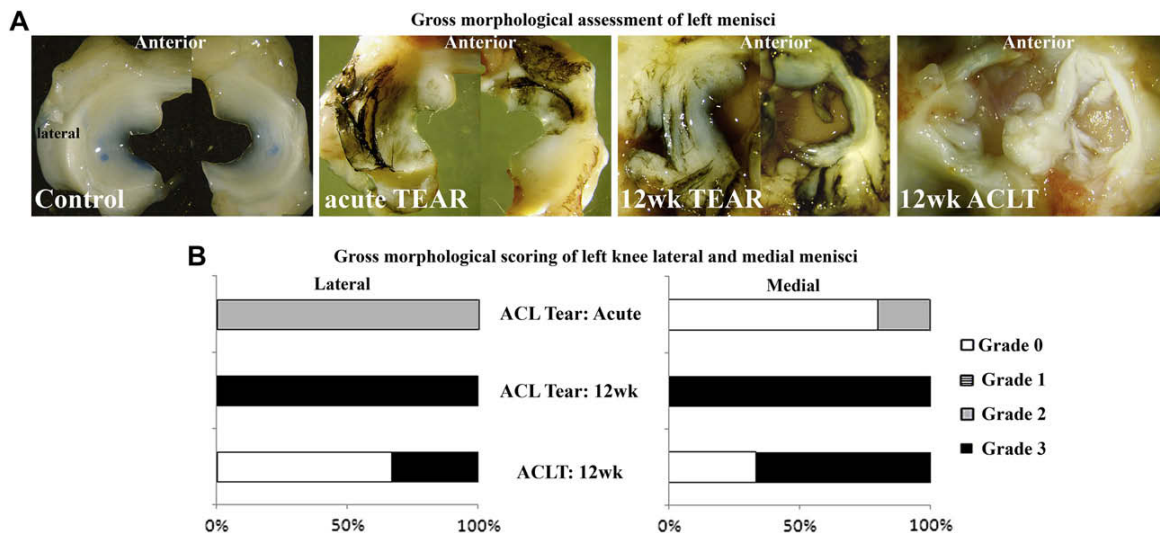 A
Gross morphological assessment of left menisci
Anterior
Anterior
Anterior
Anterior
lateral
Control
acute TEAR
12wk TEAR
12wk ACLT
B
Gross morphological scoring of left knee lateral and medial menisci
Lateral
Medial
ACL Tear: Acute
ACL Tear: 12wk
ACLT: 12wk
Grade 0
Grade 1
Grade 2
Grade 3
0%
50%
100%
0%
50%
100%